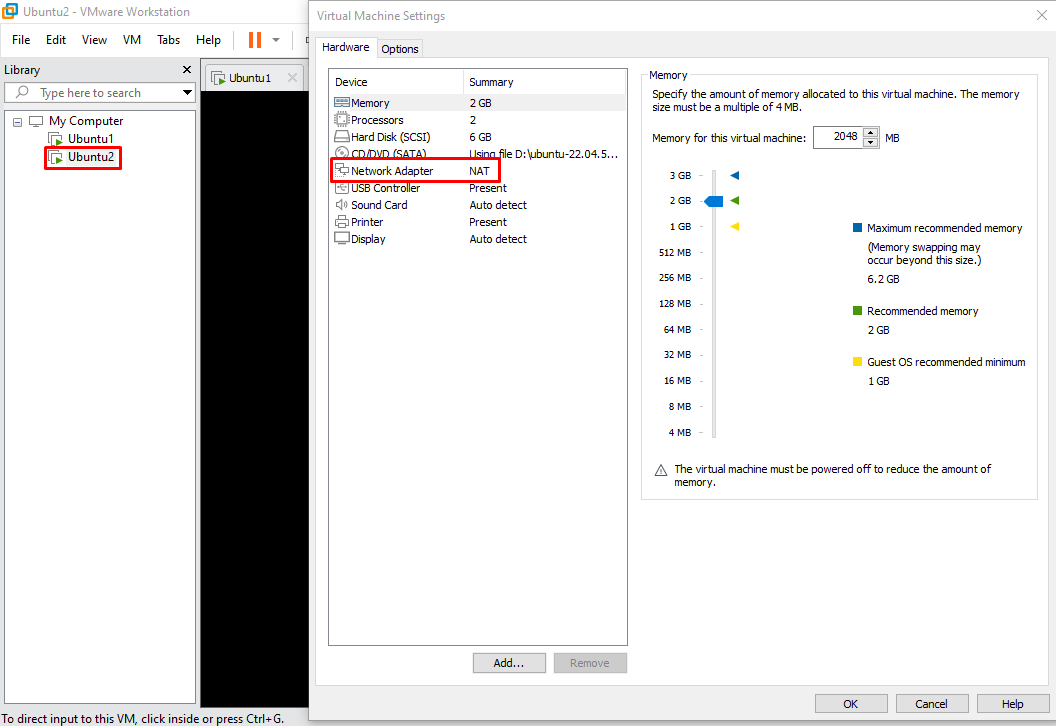 Ubuntu2 - VMware Workstation
File Edit View VM Tabs Help
Library
Type here to search
My Computer
Ubuntu1
Ubuntu2
Ubuntu1
To direct input to this VM, click inside or press Ctrl+G.
Virtual Machine Settings
Hardware Options
Device Summary
Memory 2 GB
Processors 2
Hard Disk (SCSI) 6 GB
CD/DVD (SATA) Using file D:\ubuntu-22.04.5...
Network Adapter NAT
USB Controller Present
Sound Card Auto detect
Printer Present
Display Auto detect
Add... Remove
Memory
Specify the amount of memory allocated to this virtual machine. The memory
size must be a multiple of 4 MB.
Memory for this virtual machine: 2048 MB
3 GB
2 GB
1 GB
512 MB
256 MB
128 MB
64 MB
32 MB
16 MB
8 MB
4 MB
Maximum recommended memory
(Memory swapping may
occur beyond this size.)
6.2 GB
Recommended memory
2 GB
Guest OS recommended minimum
1 GB
The virtual machine must be powered off to reduce the amount of
memory.
OK Cancel Help